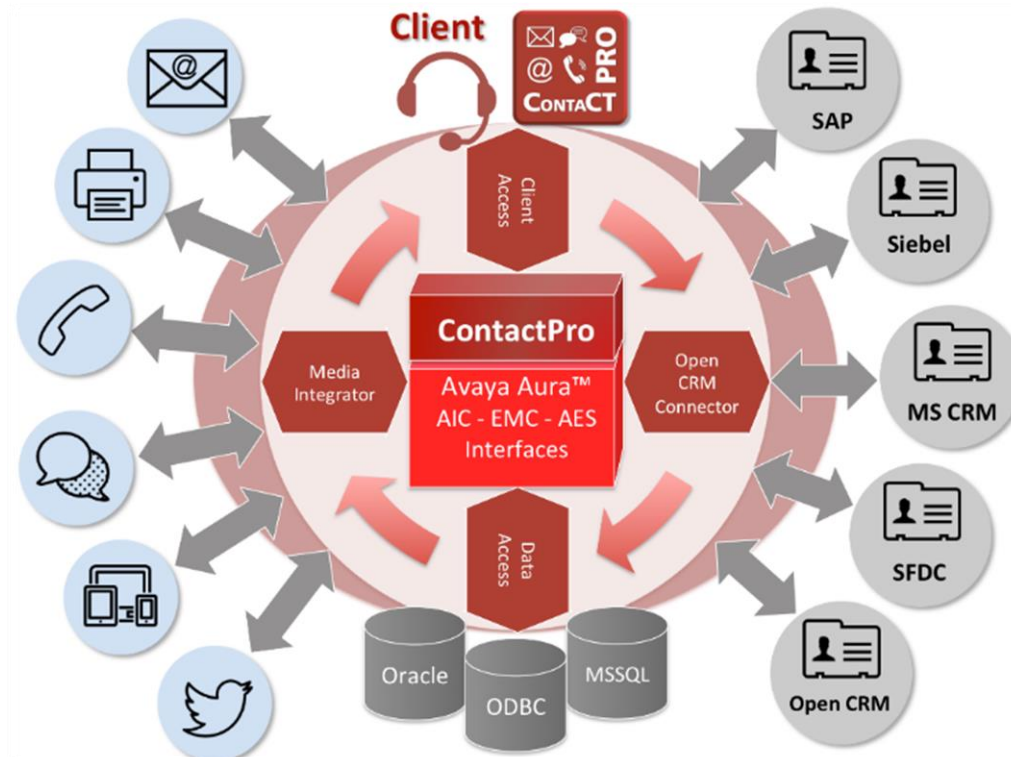 Client
@
@
PRO
CONTACT
SAP
Client
Access
Siebel
ContactPro
Media
Integrator
Avaya Aura™
AIC - EMC - AES
Interfaces
Open
CRM
Connector
MS CRM
Data
Access
SFDC
Oracle
ODBC
MSSQL
Open CRM